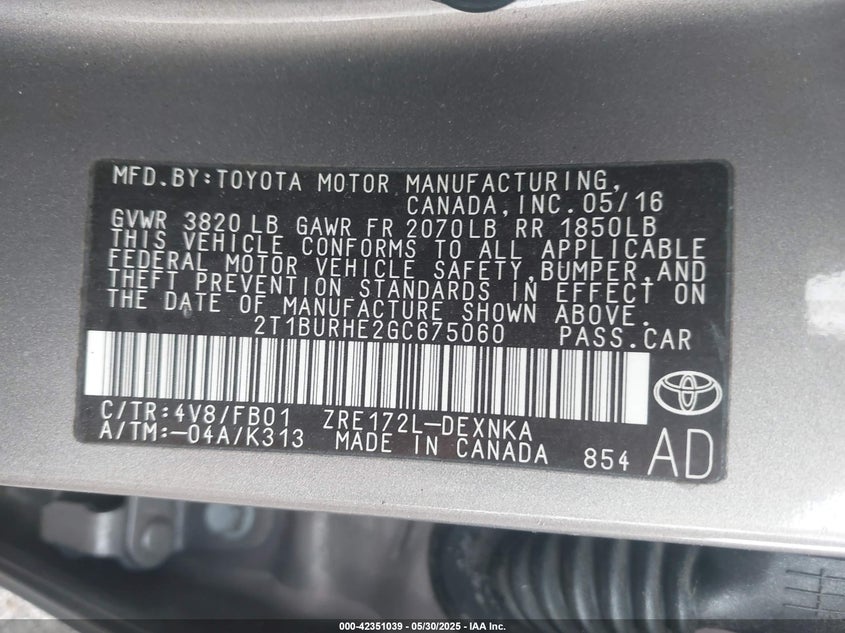 MFD.BY:TOYOTA MOTOR MANUFACTURING,
CANADA,INC.05/16
GVWR 3820LB GAWR FR 2070LB RR 1850LB
THIS VEHICLE CONFORMS TO ALL APPLICABLE
FEDERAL MOTOR VEHICLE SAFETY,BUMPER,AND
THEFT PREVENTION STANDARDS IN EFFECT ON
THE DATE OF MANUFACTURE SHOWN ABOVE.
2T1BURHE2GC675060 PASS.CAR
C/TR:4V8/FB01 ZRE172L-DEXNKA
A/TM:-04A/K313 MADE IN CANADA 854 AD
000-42351039 - 05/30/2025 - IAA Inc.